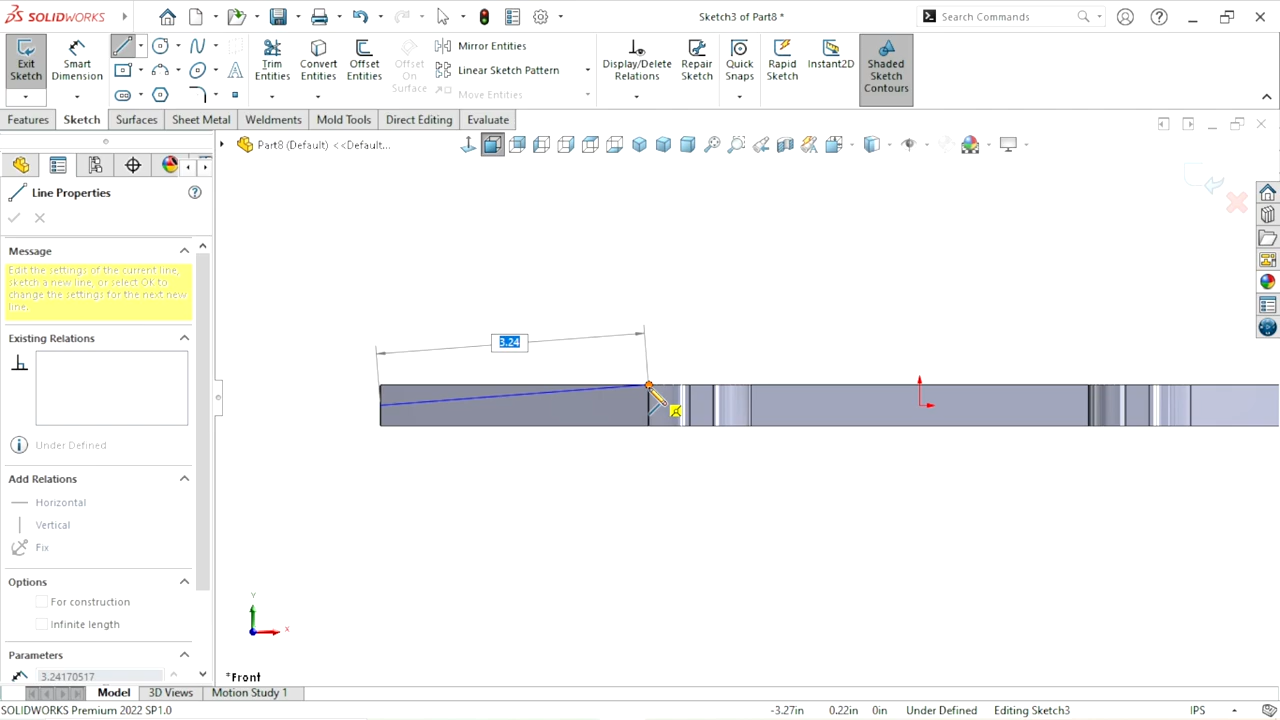 SOLIDWORKS
Sketch3 of Part8 *
Search Commands
Exit Sketch
Smart Dimension
Trim Entities
Convert Entities
Offset Entities
Offset On Surface
Mirror Entities
Linear Sketch Pattern
Move Entities
Display/Delete Relations
Repair Sketch
Quick Snaps
Rapid Sketch
Instant2D
Shaded Sketch Contours
Features
Sketch
Surfaces
Sheet Metal
Weldments
Mold Tools
Direct Editing
Evaluate
Part8 (Default) <<Default...
Line Properties
Message
Edit the settings of the current line,
sketch a new line, or select OK to
change the settings for the next new
line.
Existing Relations
Under Defined
Add Relations
Horizontal
Vertical
Fix
Options
For construction
Infinite length
Parameters
3.24170517
3.24
Y
X
*Front
Model
3D Views
Motion Study 1
SOLIDWORKS Premium 2022 SP1.0
-3.27in
0.22in
0in
Under Defined
Editing Sketch3
IPS